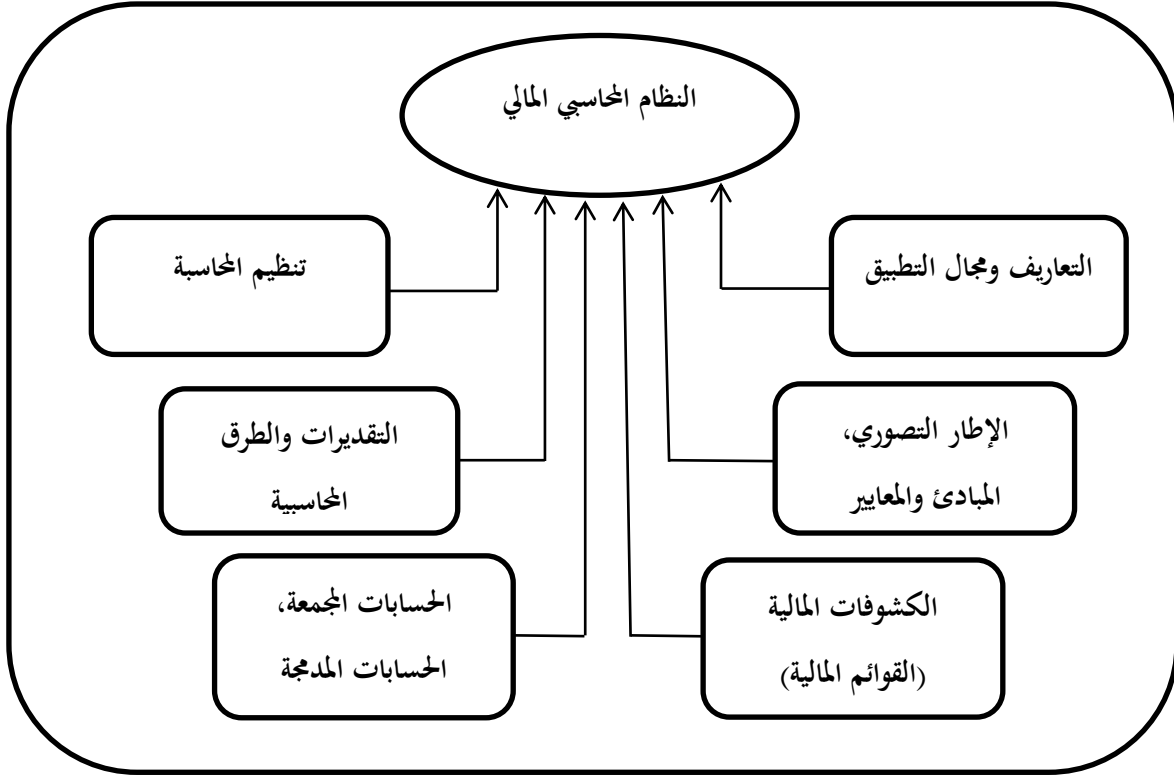 النظام المحاسبي المالي
التعاريف ومجال التطبيق
تنظيم المحاسبة
الإطار التصوري،
المبادئ والمعايير
التقديرات والطرق
المحاسبية
الكشوفات المالية
(القوائم المالية)
الحسابات المجمعة،
الحسابات المدمجة